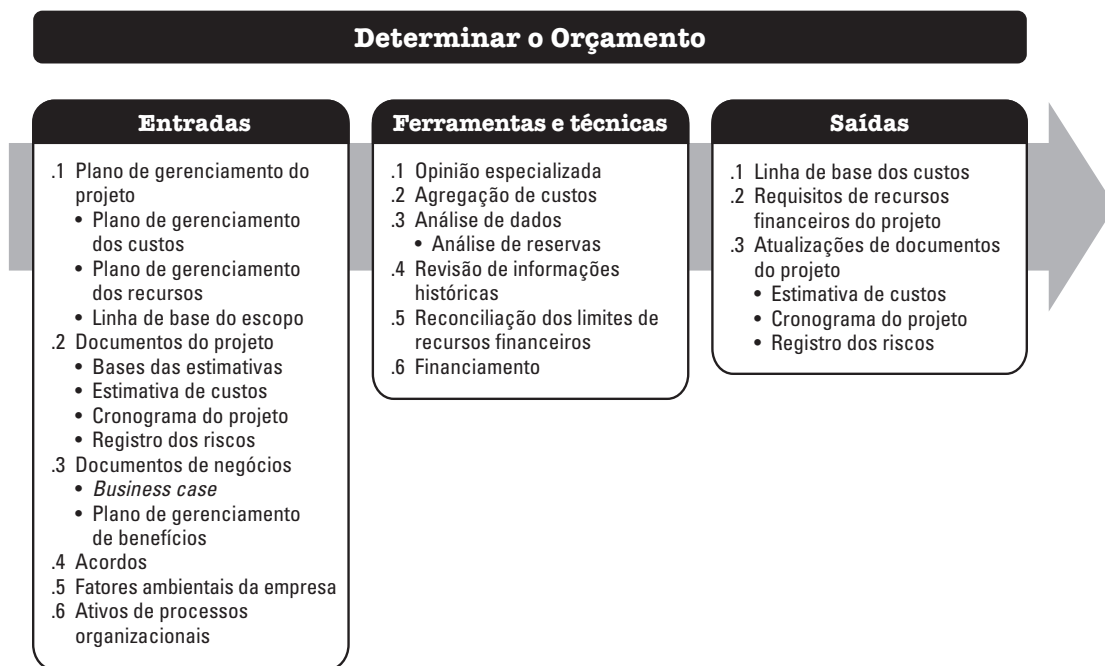 Determinar o Orçamento
Entradas
.1 Plano de gerenciamento do
projeto
• Plano de gerenciamento
dos custos
• Plano de gerenciamento
dos recursos
• Linha de base do escopo
.2 Documentos do projeto
• Bases das estimativas
• Estimativa de custos
• Cronograma do projeto
• Registro dos riscos
.3 Documentos de negócios
• Business case
• Plano de gerenciamento
de benefícios
.4 Acordos
.5 Fatores ambientais da empresa
.6 Ativos de processos
organizacionais
Ferramentas e técnicas
.1 Opinião especializada
.2 Agregação de custos
.3 Análise de dados
• Análise de reservas
.4 Revisão de informações
históricas
.5 Reconciliação dos limites de
recursos financeiros
.6 Financiamento
Saídas
.1 Linha de base dos custos
.2 Requisitos de recursos
financeiros do projeto
.3 Atualizações de documentos
do projeto
• Estimativa de custos
• Cronograma do projeto
• Registro dos riscos